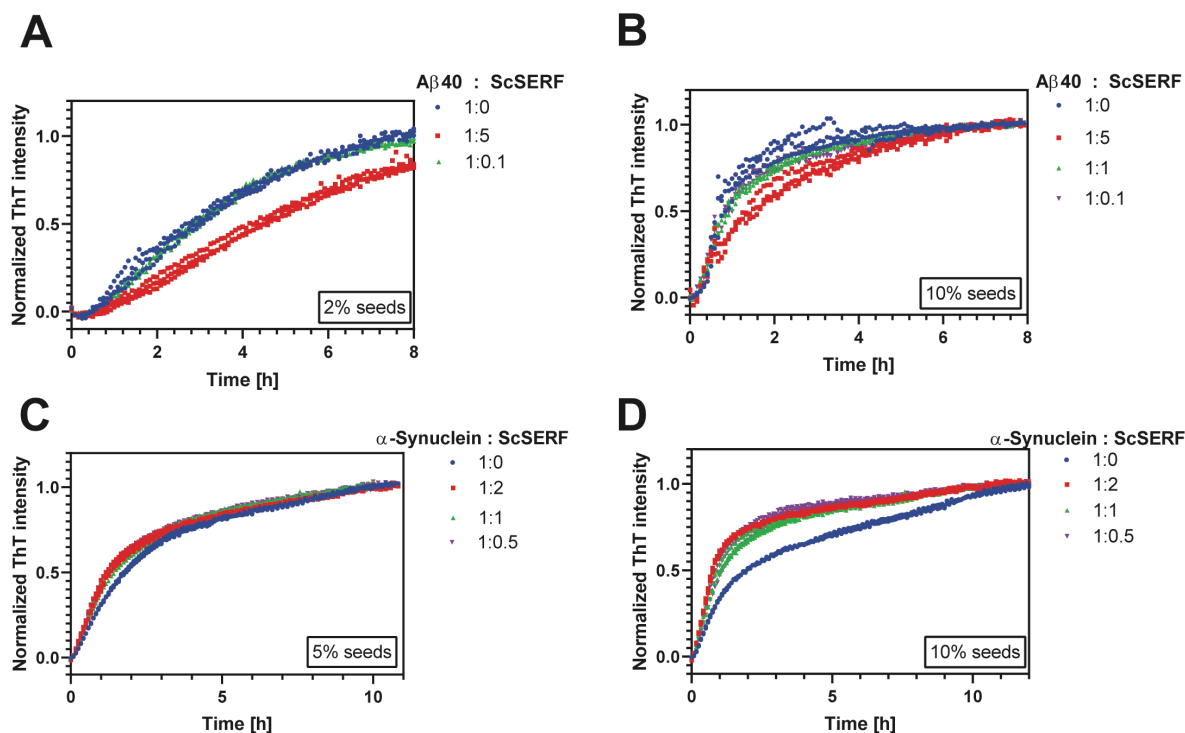 A
Aβ40 : ScSERF
1:0
1:5
1:0.1
Normalized ThT intensity
1.0
0.5
0.0
2% seeds
0
2
4
6
8
Time [h]
B
Aβ40 : ScSERF
1:0
1:5
1:1
1:0.1
Normalized ThT intensity
1.0
0.5
0.0
10% seeds
0
2
4
6
8
Time [h]
C
α-Synuclein : ScSERF
1:0
1:2
1:1
1:0.5
Normalized ThT intensity
1.0
0.5
0.0
5% seeds
0
5
10
Time [h]
D
α-Synuclein : ScSERF
1:0
1:2
1:1
1:0.5
Normalized ThT intensity
1.0
0.5
0.0
10% seeds
0
5
10
Time [h]